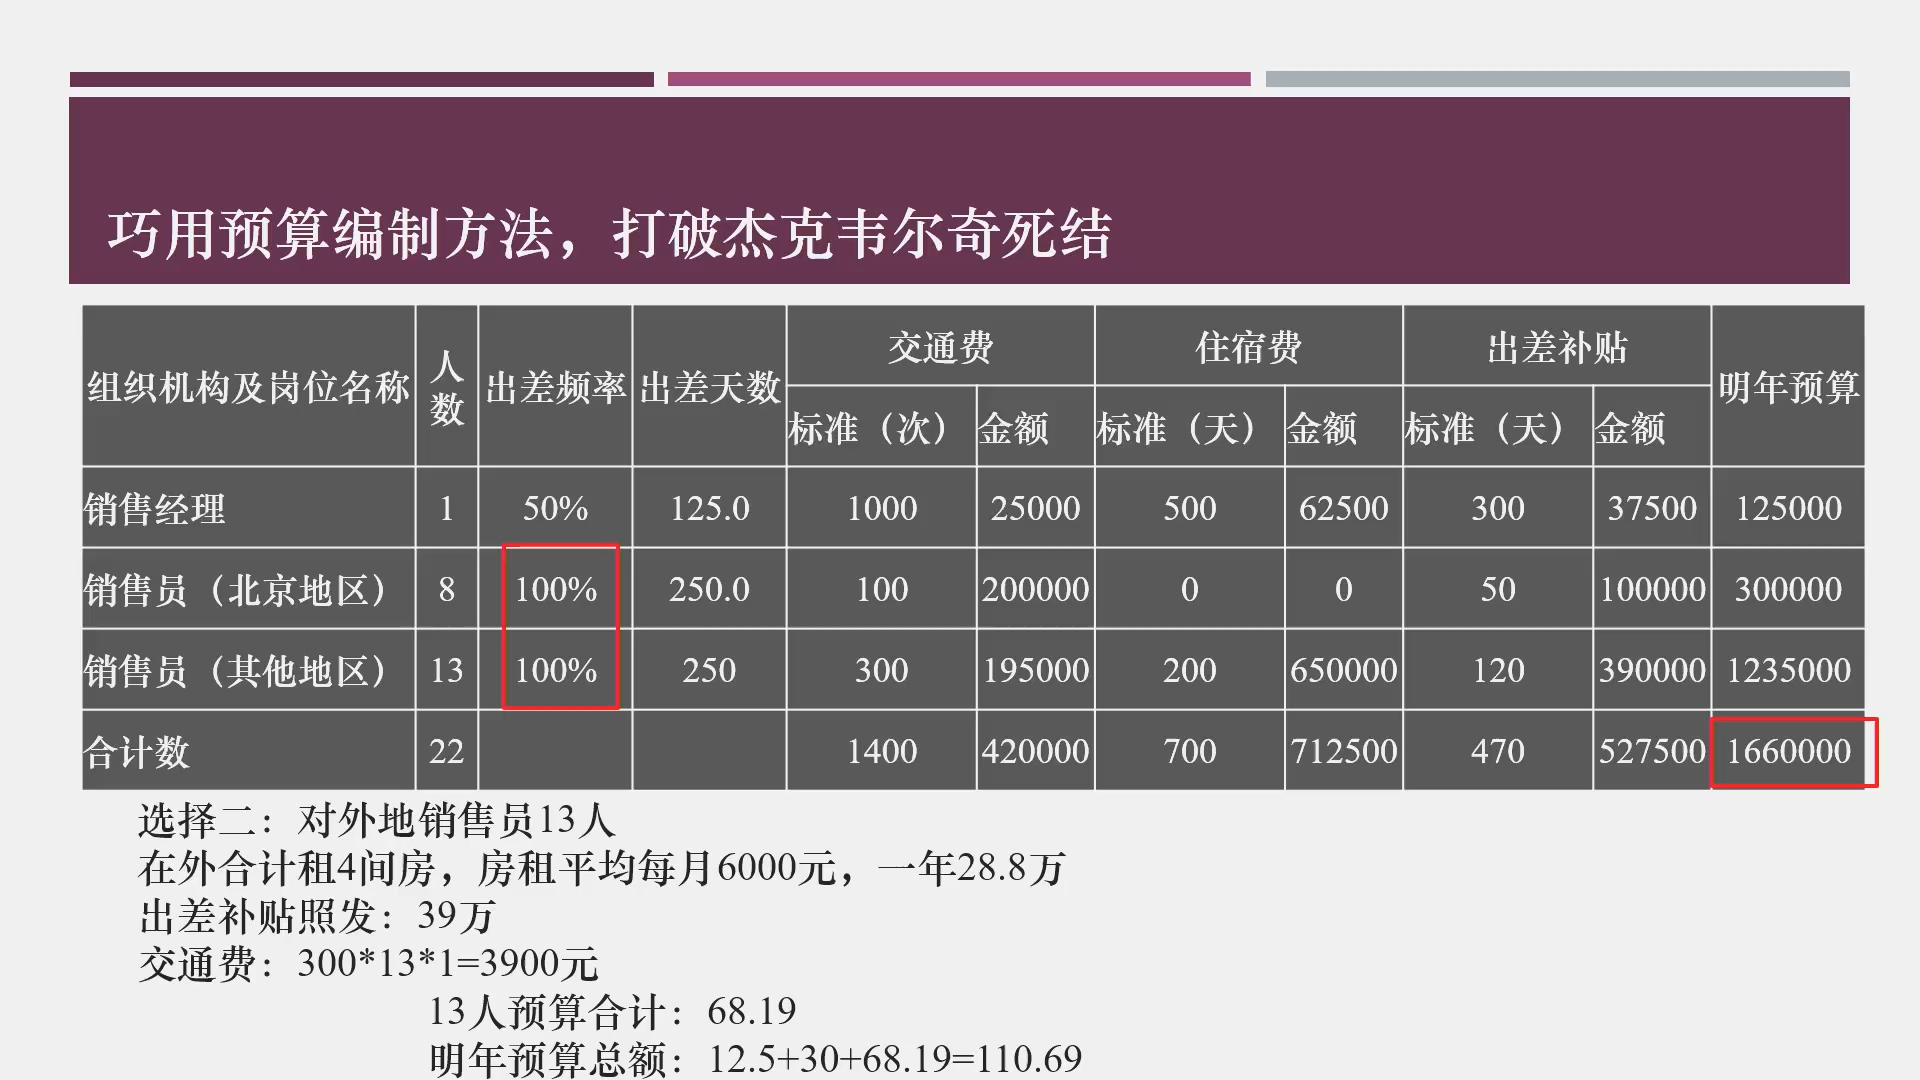 巧用预算编制方法，打破杰克韦尔奇死结
组织机构及岗位名称 人数 出差频率 出差天数 交通费 住宿费 出差补贴 明年预算
标准（次） 金额 标准（天） 金额 标准（天） 金额
销售经理 1 50% 125.0 1000 25000 500 62500 300 37500 125000
销售员（北京地区） 8 100% 250.0 100 200000 0 0 50 100000 300000
销售员（其他地区） 13 100% 250 300 195000 200 650000 120 390000 1235000
合计数 22 1400 420000 700 712500 470 527500 1660000
选择二：对外地销售员13人
在外合计租4间房，房租平均每月6000元，一年28.8万
出差补贴照发：39万
交通费：300*13*1=3900元
13人预算合计：68.19
明年预算总额：12.5+30+68.19=110.69